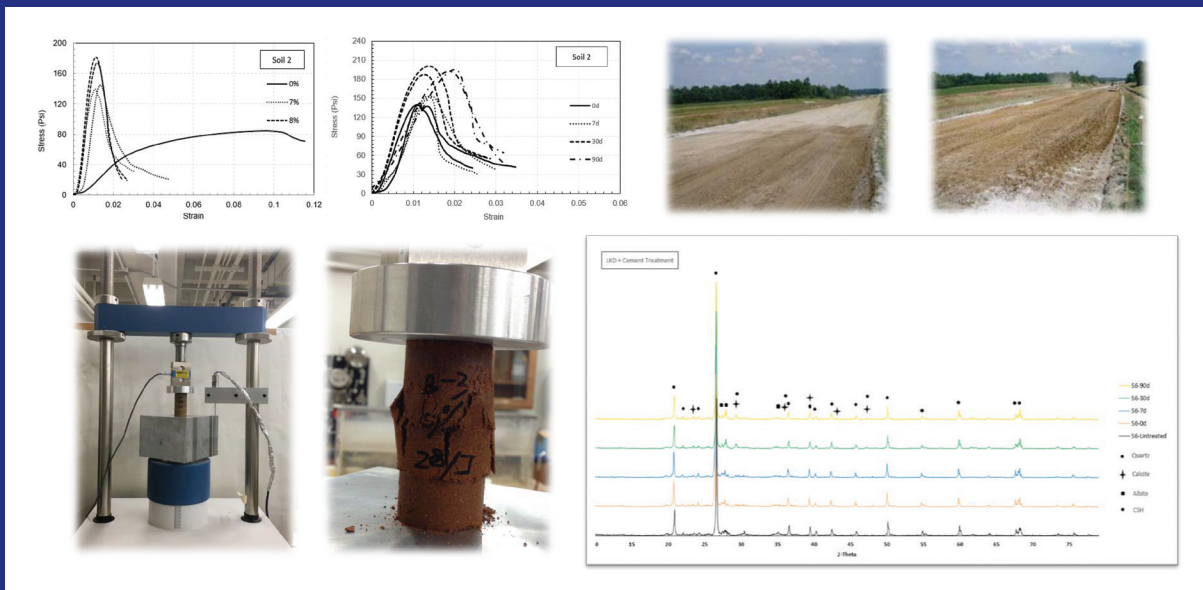 Soil 2
0%
7%
8%
Stress (Psi)
200
160
120
80
40
0
0 0.02 0.04 0.06 0.08 0.1 0.12
Strain
Soil 2
0d
7d
30d
90d
Stress (Psi)
240
210
180
150
120
90
60
30
0
0 0.01 0.02 0.03 0.04 0.05 0.06
Strain
28/
LKD + Cement Treatment
S6-90d
S6-30d
S6-7d
S6-0d
S6-Untreated
Quartz
Calcite
Albite
CSH
15 20 25 30 35 40 45 50 55 60 65 70 75
2-Theta